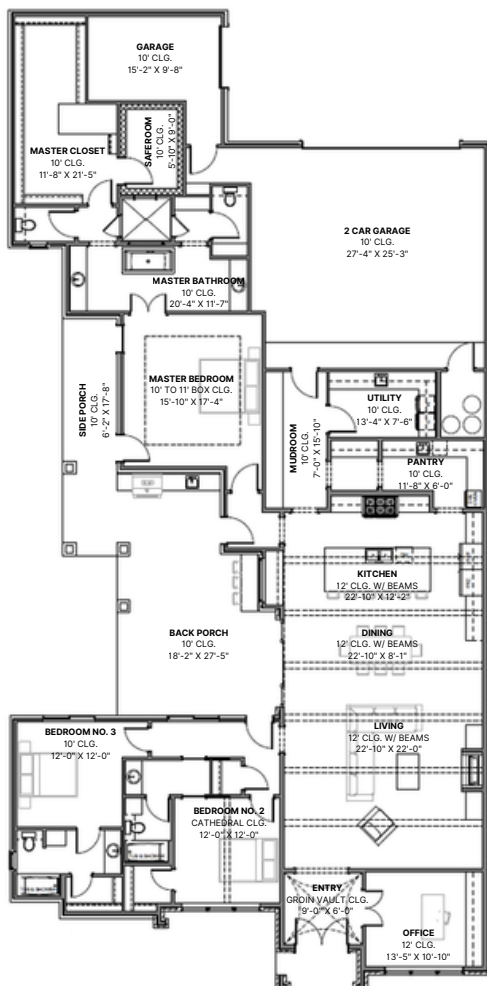 GARAGE
10' CLG.
15'-2" X 9'-8"
SAFEROOM
10' CLG.
5'-10" X 9'-0"
MASTER CLOSET
10' CLG.
11'-8" X 21'-5"
2 CAR GARAGE
10' CLG.
27'-4" X 25'-3"
MASTER BATHROOM
10' CLG.
20'-4" X 11'-7"
MASTER BEDROOM
10' TO 11' BOX CLG.
15'-10" X 17'-4"
SIDE PORCH
10' CLG.
6'-2" X 17'-8"
UTILITY
10' CLG.
13'-4" X 7'-6"
MUDROOM
10' CLG.
7'-0" X 15'-10"
PANTRY
10' CLG.
11'-8" X 6'-0"
KITCHEN
12' CLG. W/ BEAMS
22'-10" X 12'-2"
DINING
12' CLG. W/ BEAMS
22'-10" X 8'-1"
BACK PORCH
10' CLG.
18'-2" X 27'-5"
LIVING
12' CLG. W/ BEAMS
22'-10" X 22'-0"
BEDROOM NO. 3
10' CLG.
12'-0" X 12'-0"
BEDROOM NO. 2
CATHEDRAL CLG.
12'-0" X 12'-0"
ENTRY
GROIN VAULT CLG.
9'-0" X 6'-0"
OFFICE
12' CLG.
13'-5" X 10'-10"